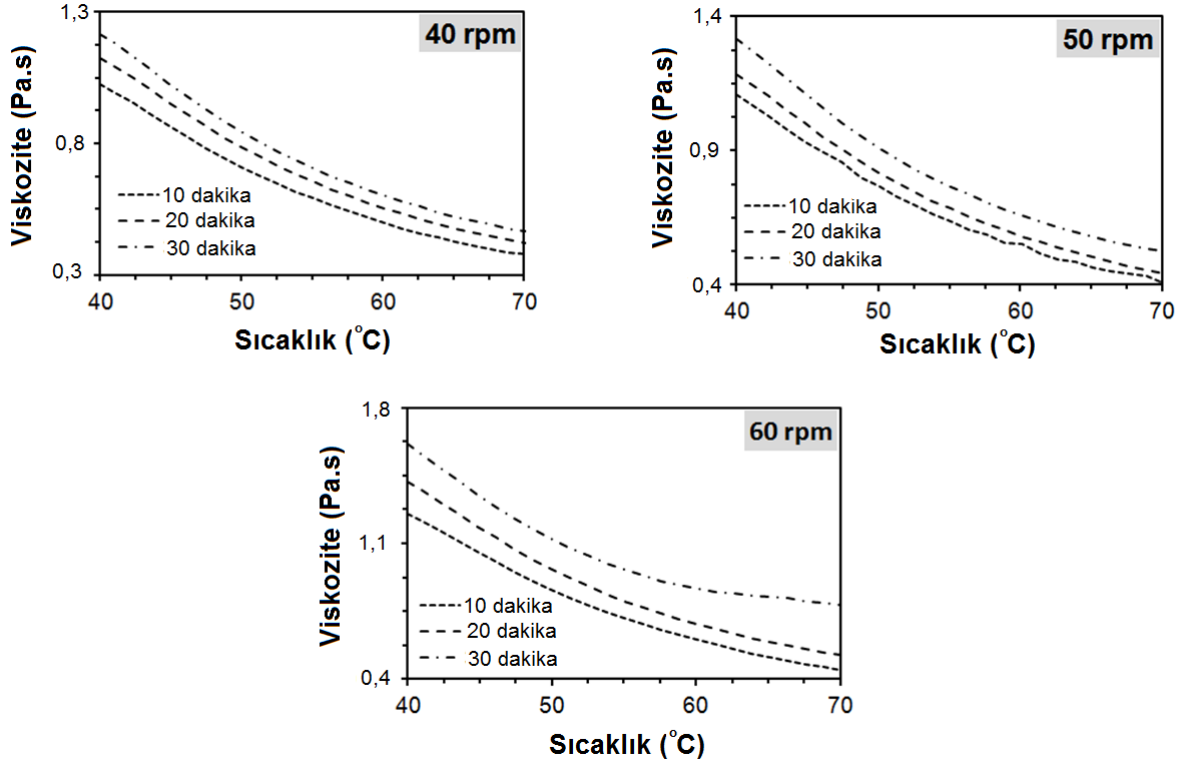 40 rpm
Viskozite (Pa.s)
1,3
0,8
0,3
10 dakika
20 dakika
30 dakika
40 50 60 70
Sıcaklık (°C)
50 rpm
Viskozite (Pa.s)
1,4
0,9
0,4
10 dakika
20 dakika
30 dakika
40 50 60 70
Sıcaklık (°C)
60 rpm
Viskozite (Pa.s)
1,8
1,1
0,4
10 dakika
20 dakika
30 dakika
40 50 60 70
Sıcaklık (°C)